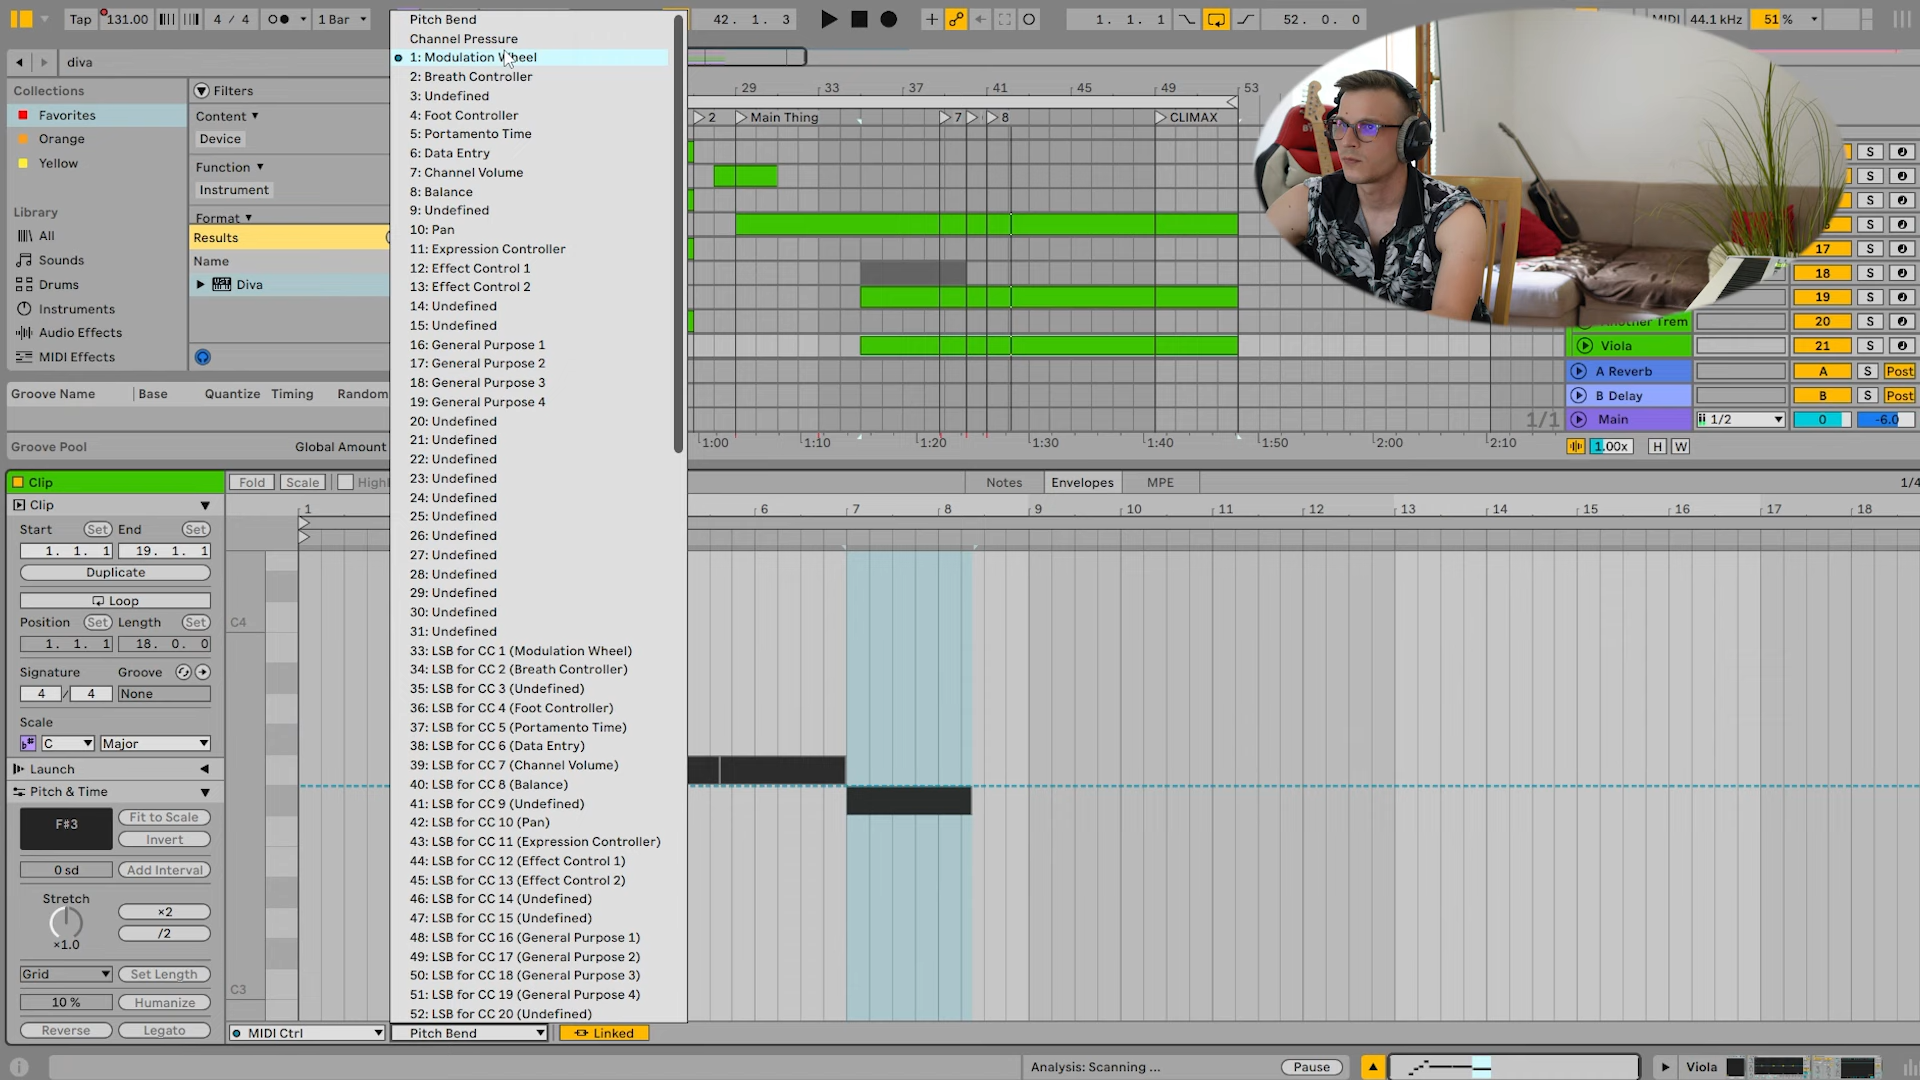 Tap
131.00
4 / 4
1 Bar
42. 1. 3
1. 1. 1
52. 0. 0
MIDI
44.1 kHz
51 %
diva
Collections
Favorites
Orange
Yellow
Library
All
Sounds
Drums
Instruments
Audio Effects
MIDI Effects
Filters
Content
Device
Function
Instrument
Format
Results
Name
Diva
Groove Name
Base
Quantize
Timing
Random
Groove Pool
Global Amount
Pitch Bend
Channel Pressure
1: Modulation Wheel
2: Breath Controller
3: Undefined
4: Foot Controller
5: Portamento Time
6: Data Entry
7: Channel Volume
8: Balance
9: Undefined
10: Pan
11: Expression Controller
12: Effect Control 1
13: Effect Control 2
14: Undefined
15: Undefined
16: General Purpose 1
17: General Purpose 2
18: General Purpose 3
19: General Purpose 4
20: Undefined
21: Undefined
22: Undefined
23: Undefined
24: Undefined
25: Undefined
26: Undefined
27: Undefined
28: Undefined
29: Undefined
30: Undefined
31: Undefined
33: LSB for CC 1 (Modulation Wheel)
34: LSB for CC 2 (Breath Controller)
35: LSB for CC 3 (Undefined)
36: LSB for CC 4 (Foot Controller)
37: LSB for CC 5 (Portamento Time)
38: LSB for CC 6 (Data Entry)
39: LSB for CC 7 (Channel Volume)
40: LSB for CC 8 (Balance)
41: LSB for CC 9 (Undefined)
42: LSB for CC 10 (Pan)
43: LSB for CC 11 (Expression Controller)
44: LSB for CC 12 (Effect Control 1)
45: LSB for CC 13 (Effect Control 2)
46: LSB for CC 14 (Undefined)
47: LSB for CC 15 (Undefined)
48: LSB for CC 16 (General Purpose 1)
49: LSB for CC 17 (General Purpose 2)
50: LSB for CC 18 (General Purpose 3)
51: LSB for CC 19 (General Purpose 4)
52: LSB for CC 20 (Undefined)
29 33 37 41 45 49 53
2 Main Thing 7 8 CLIMAX
S
S
S
S
17 S
18 S
19 S
Another Trem 20 S
Viola 21 S
A Reverb A S Post
B Delay B S Post
1/1
Main 1/2 0 -6.0
1:00 1:10 1:20 1:30 1:40 1:50 2:00 2:10
1.00x H W
Clip
Clip
Start Set End Set
1. 1. 1 19. 1. 1
Duplicate
Loop
Position Set Length Set
1. 1. 1 18. 0. 0
Signature Groove
4 / 4 None
Scale
C Major
Launch
Pitch & Time
F#3
Fit to Scale
Invert
0 sd
Add Interval
Stretch
×2
/2
×1.0
Grid
Set Length
10 %
Humanize
Reverse
Legato
Fold Scale
Notes Envelopes MPE
1/4
1 6 7 8 9 10 11 12 13 14 15 16 17 18
C4
C3
MIDI Ctrl
Pitch Bend
Linked
Analysis: Scanning ...
Pause
Viola